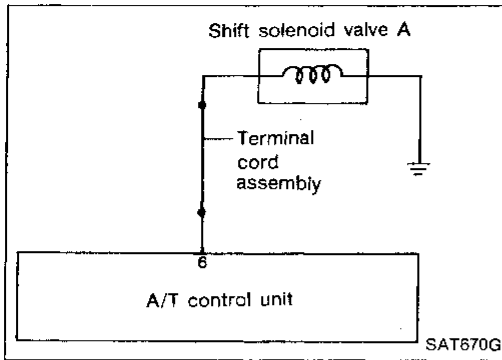 Shift solenoid valve A
Terminal
cord
assembly
6
A/T control unit
SAT670G